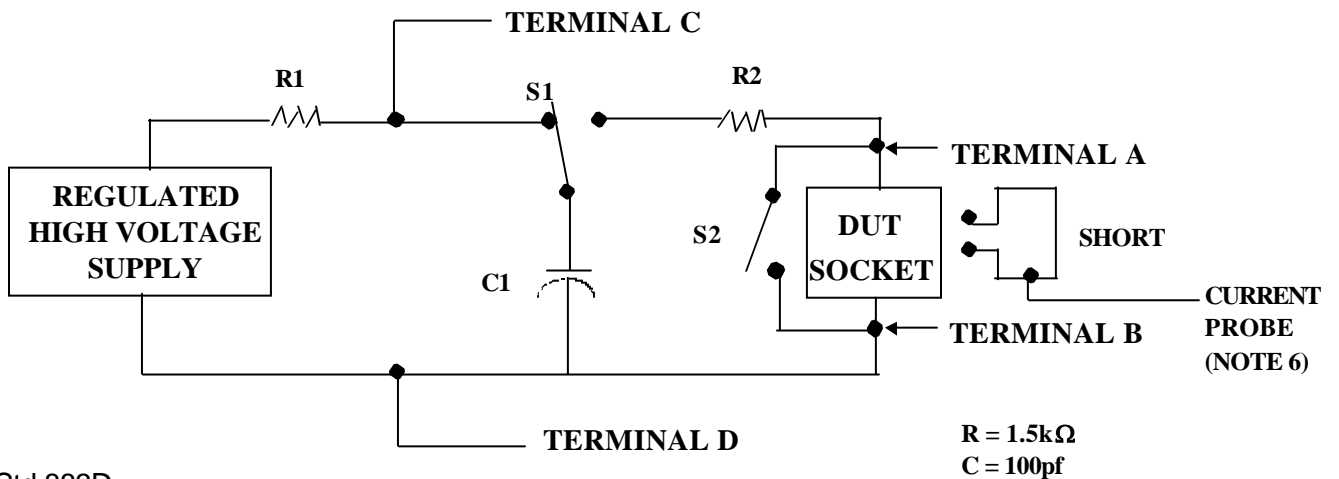 TERMINAL C
R1
R2
S1
TERMINAL A
REGULATED
HIGH VOLTAGE
SUPPLY
S2
DUT
SOCKET
SHORT
C1
CURRENT
PROBE
(NOTE 6)
TERMINAL B
TERMINAL D
R = 1.5kΩ
C = 100pf